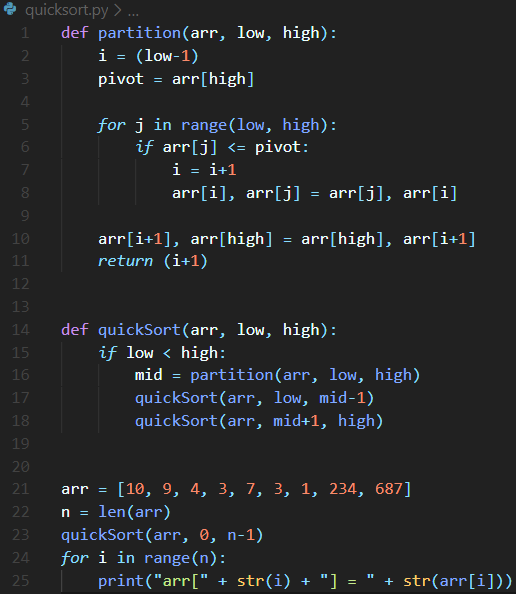 quicksort.py > ...
1 def partition(arr, low, high):
2     i = (low-1)
3     pivot = arr[high]
4
5     for j in range(low, high):
6         if arr[j] <= pivot:
7             i = i+1
8             arr[i], arr[j] = arr[j], arr[i]
9
10     arr[i+1], arr[high] = arr[high], arr[i+1]
11     return (i+1)
12
13
14 def quickSort(arr, low, high):
15     if low < high:
16         mid = partition(arr, low, high)
17         quickSort(arr, low, mid-1)
18         quickSort(arr, mid+1, high)
19
20
21 arr = [10, 9, 4, 3, 7, 3, 1, 234, 687]
22 n = len(arr)
23 quickSort(arr, 0, n-1)
24 for i in range(n):
25     print("arr[" + str(i) + "] = " + str(arr[i]))